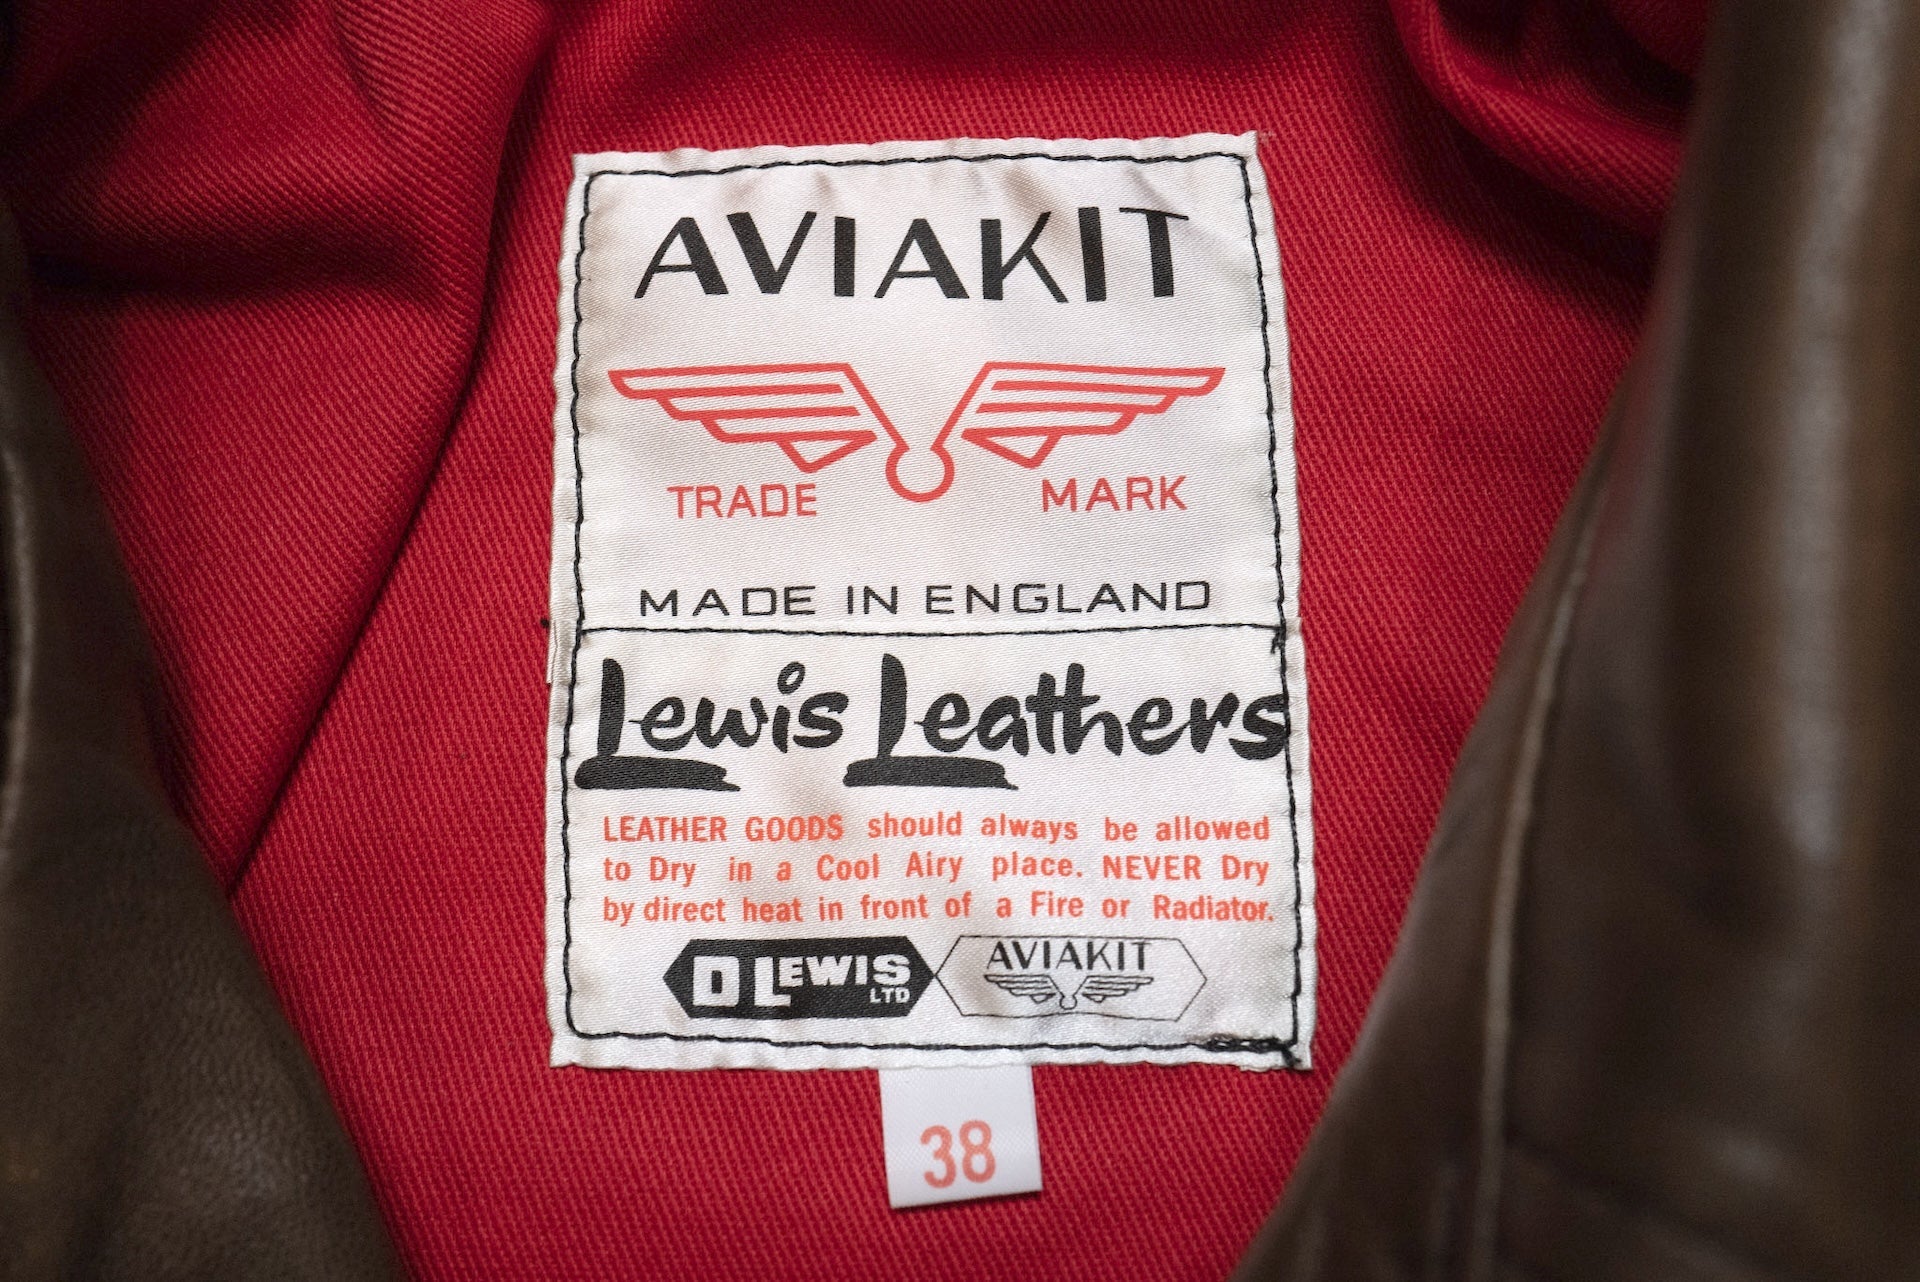 AVIAKIT
TRADE MARK
MADE IN ENGLAND
Lewis Leathers
LEATHER GOODS should always be allowed
to Dry in a Cool Airy place. NEVER Dry
by direct heat in front of a Fire or Radiator.
D LEWIS LTD AVIAKIT
38